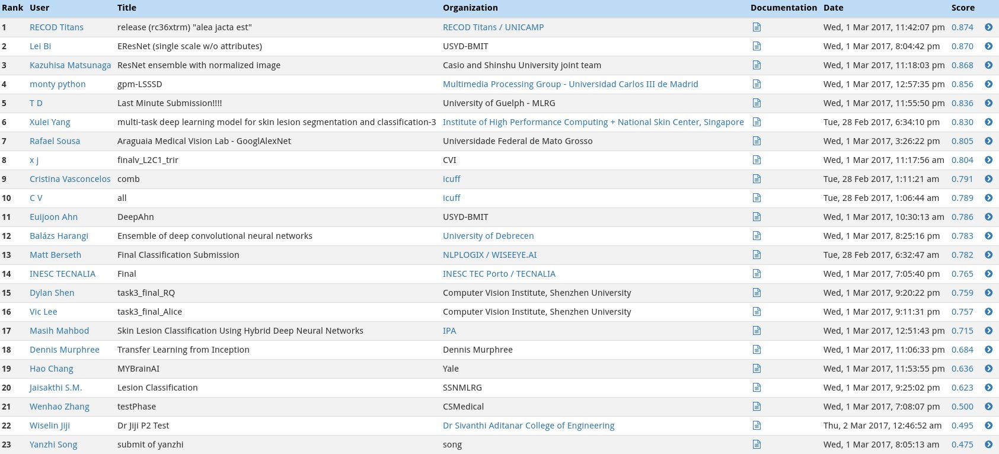 Rank User Title Organization Documentation Date Score
1 RECOD Titans release (rc36xtrm) "alea jacta est" RECOD Titans / UNICAMP Wed, 1 Mar 2017, 11:42:07 pm 0.874
2 Lei Bi EResNet (single scale w/o attributes) USYD-BMIT Wed, 1 Mar 2017, 8:04:42 pm 0.870
3 Kazuhisa Matsunaga ResNet ensemble with normalized image Casio and Shinshu University joint team Wed, 1 Mar 2017, 11:18:03 pm 0.868
4 monty python gpm-LSSSD Multimedia Processing Group - Universidad Carlos III de Madrid Wed, 1 Mar 2017, 12:57:35 pm 0.856
5 T D Last Minute Submission!!!! University of Guelph - MLRG Wed, 1 Mar 2017, 11:55:50 pm 0.836
6 Xulei Yang multi-task deep learning model for skin lesion segmentation and classification-3 Institute of High Performance Computing + National Skin Center, Singapore Tue, 28 Feb 2017, 6:34:10 pm 0.830
7 Rafael Sousa Araguaia Medical Vision Lab - GooglAlexNet Universidade Federal de Mato Grosso Wed, 1 Mar 2017, 3:26:22 pm 0.805
8 x j finalv_L2C1_trir CVI Wed, 1 Mar 2017, 11:17:56 am 0.804
9 Cristina Vasconcelos comb icuff Tue, 28 Feb 2017, 1:11:21 am 0.791
10 C V all icuff Tue, 28 Feb 2017, 1:06:44 am 0.789
11 Euijoon Ahn DeepAhn USYD-BMIT Wed, 1 Mar 2017, 10:30:13 am 0.786
12 Balázs Harangi Ensemble of deep convolutional neural networks University of Debrecen Wed, 1 Mar 2017, 8:25:16 pm 0.783
13 Matt Berseth Final Classification Submission NLPLOGIX / WISEEYE.AI Tue, 28 Feb 2017, 6:32:47 am 0.782
14 INESC TECNALIA Final INESC TEC Porto / TECNALIA Wed, 1 Mar 2017, 7:05:40 pm 0.765
15 Dylan Shen task3_final_RQ Computer Vision Institute, Shenzhen University Wed, 1 Mar 2017, 9:20:22 pm 0.759
16 Vic Lee task3_final_Alice Computer Vision Institute, Shenzhen University Wed, 1 Mar 2017, 9:11:31 pm 0.757
17 Masih Mahbod Skin Lesion Classification Using Hybrid Deep Neural Networks IPA Wed, 1 Mar 2017, 12:51:43 pm 0.715
18 Dennis Murphree Transfer Learning from Inception Dennis Murphree Wed, 1 Mar 2017, 11:06:33 pm 0.684
19 Hao Chang MYBrainAI Yale Wed, 1 Mar 2017, 11:53:55 pm 0.636
20 Jaisakthi S.M. Lesion Classification SSNMLRG Wed, 1 Mar 2017, 9:25:02 pm 0.623
21 Wenhao Zhang testPhase CSMedical Wed, 1 Mar 2017, 7:08:07 pm 0.500
22 Wiselin Jiji Dr Jiji P2 Test Dr Sivanthi Aditanar College of Engineering Thu, 2 Mar 2017, 12:46:52 am 0.495
23 Yanzhi Song submit of yanzhi song Wed, 1 Mar 2017, 8:05:13 am 0.475